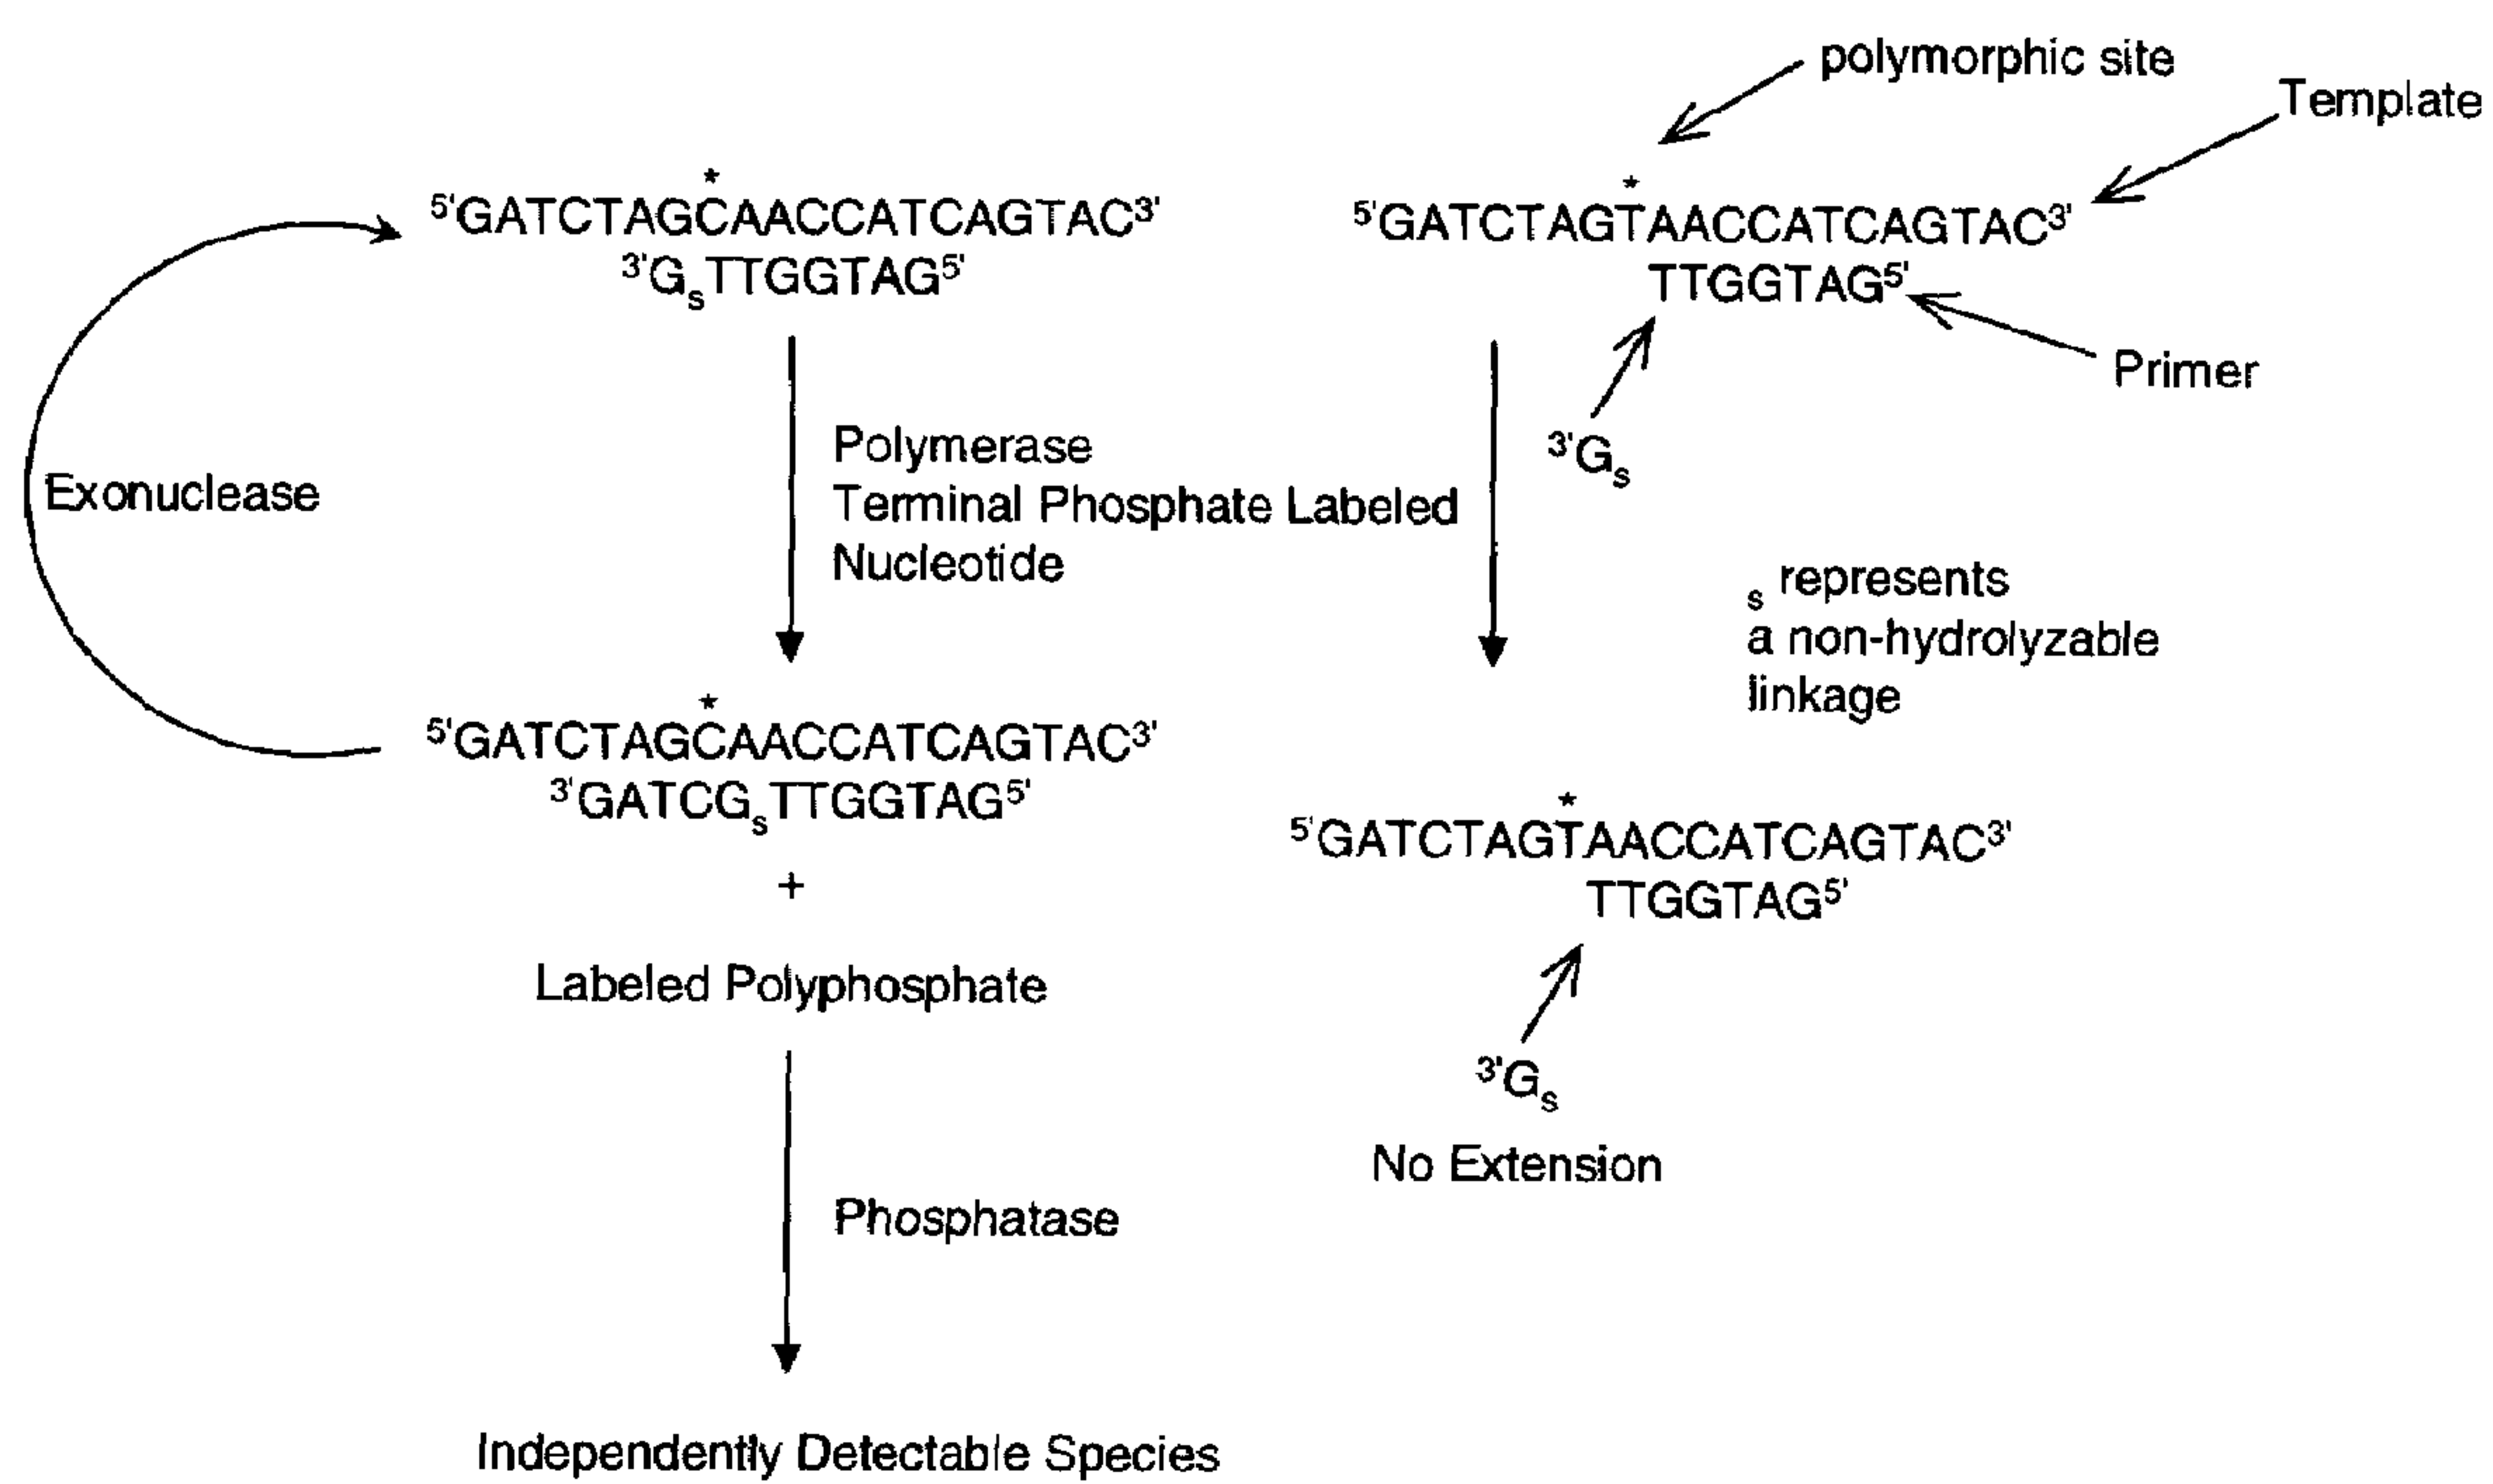 polymorphic site
Template
*
5'GATCTAGCAACCATCAGTAC3'
3'GsTTGGTAG5'
*
5'GATCTAGTAACCATCAGTAC3'
TTGGTAG5'
Primer
3'Gs
Exonuclease
Polymerase
Terminal Phosphate Labeled
Nucleotide
s represents
a non-hydrolyzable
linkage
*
5'GATCTAGCAACCATCAGTAC3'
3'GATCGsTTGGTAG5'
+
Labeled Polyphosphate
*
5'GATCTAGTAACCATCAGTAC3'
TTGGTAG5'
3'Gs
No Extension
Phosphatase
Independently Detectable Species